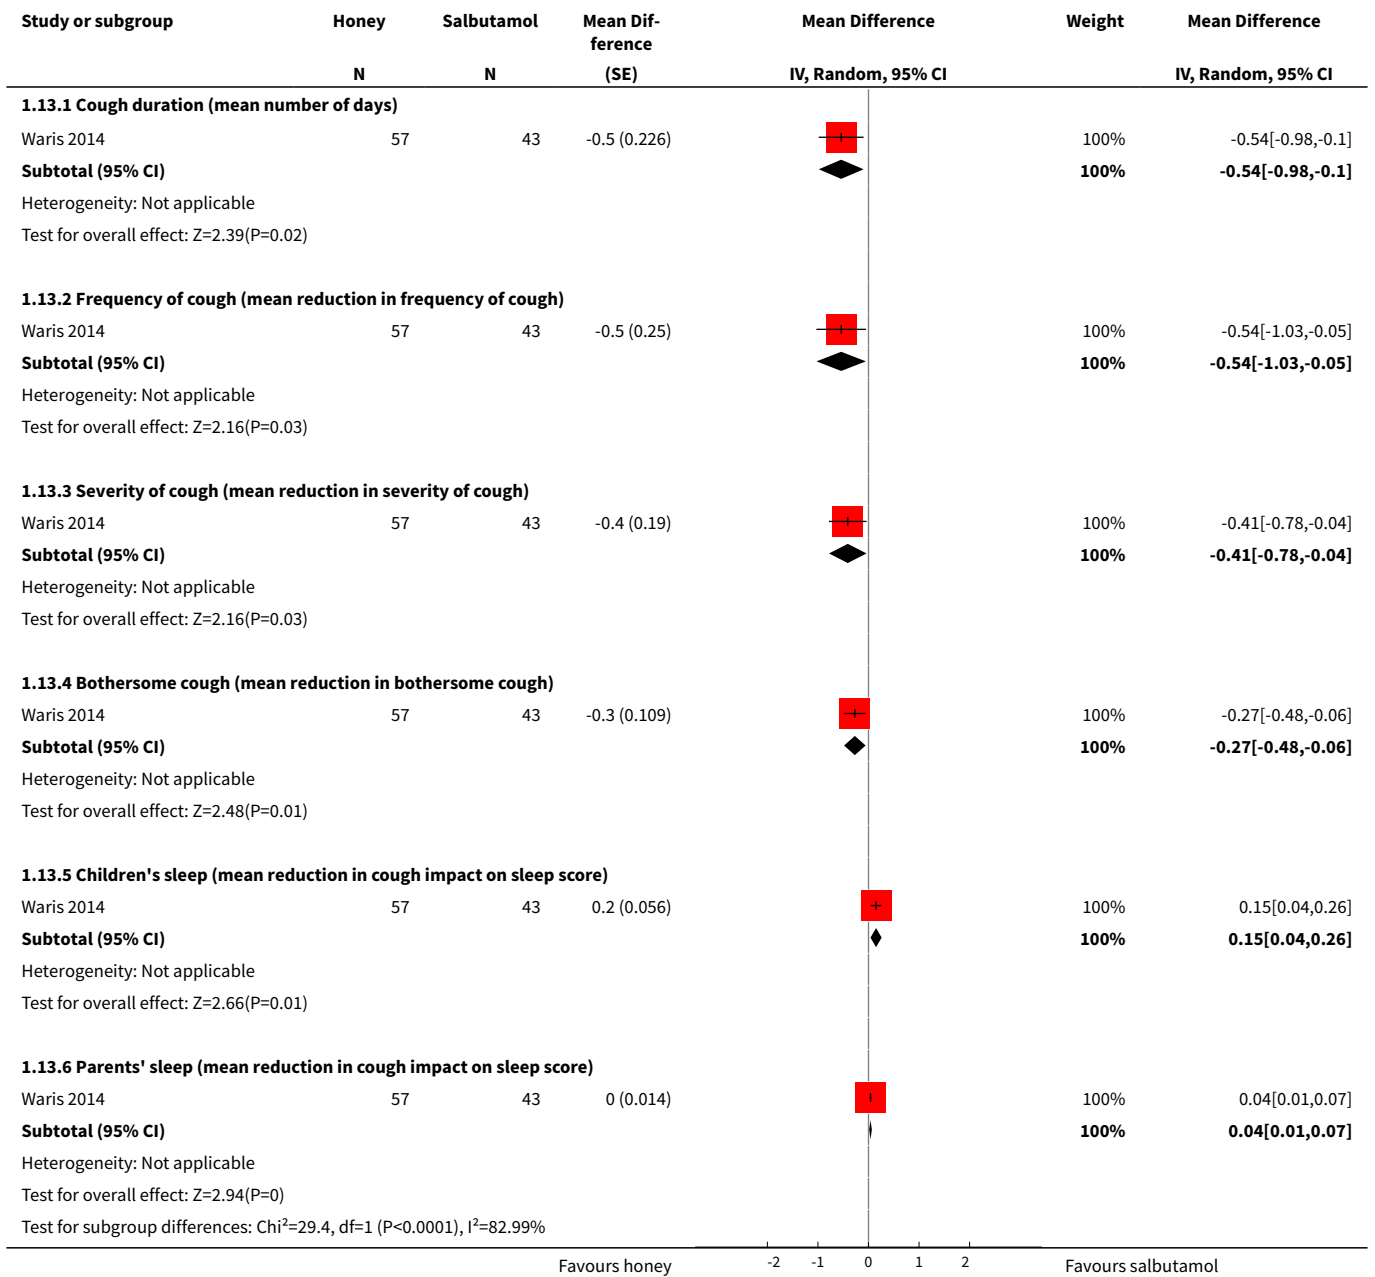 Study or subgroup Honey Salbutamol Mean Dif- Mean Difference Weight Mean Difference
ference
N N (SE) IV, Random, 95% CI IV, Random, 95% CI
1.13.1 Cough duration (mean number of days)
Waris 2014 57 43 -0.5 (0.226) 100% -0.54[-0.98,-0.1]
Subtotal (95% CI) 100% -0.54[-0.98,-0.1]
Heterogeneity: Not applicable
Test for overall effect: Z=2.39(P=0.02)
1.13.2 Frequency of cough (mean reduction in frequency of cough)
Waris 2014 57 43 -0.5 (0.25) 100% -0.54[-1.03,-0.05]
Subtotal (95% CI) 100% -0.54[-1.03,-0.05]
Heterogeneity: Not applicable
Test for overall effect: Z=2.16(P=0.03)
1.13.3 Severity of cough (mean reduction in severity of cough)
Waris 2014 57 43 -0.4 (0.19) 100% -0.41[-0.78,-0.04]
Subtotal (95% CI) 100% -0.41[-0.78,-0.04]
Heterogeneity: Not applicable
Test for overall effect: Z=2.16(P=0.03)
1.13.4 Bothersome cough (mean reduction in bothersome cough)
Waris 2014 57 43 -0.3 (0.109) 100% -0.27[-0.48,-0.06]
Subtotal (95% CI) 100% -0.27[-0.48,-0.06]
Heterogeneity: Not applicable
Test for overall effect: Z=2.48(P=0.01)
1.13.5 Children's sleep (mean reduction in cough impact on sleep score)
Waris 2014 57 43 0.2 (0.056) 100% 0.15[0.04,0.26]
Subtotal (95% CI) 100% 0.15[0.04,0.26]
Heterogeneity: Not applicable
Test for overall effect: Z=2.66(P=0.01)
1.13.6 Parents' sleep (mean reduction in cough impact on sleep score)
Waris 2014 57 43 0 (0.014) 100% 0.04[0.01,0.07]
Subtotal (95% CI) 100% 0.04[0.01,0.07]
Heterogeneity: Not applicable
Test for overall effect: Z=2.94(P=0)
Test for subgroup differences: Chi²=29.4, df=1 (P<0.0001), I²=82.99%
Favours honey -2 -1 0 1 2 Favours salbutamol